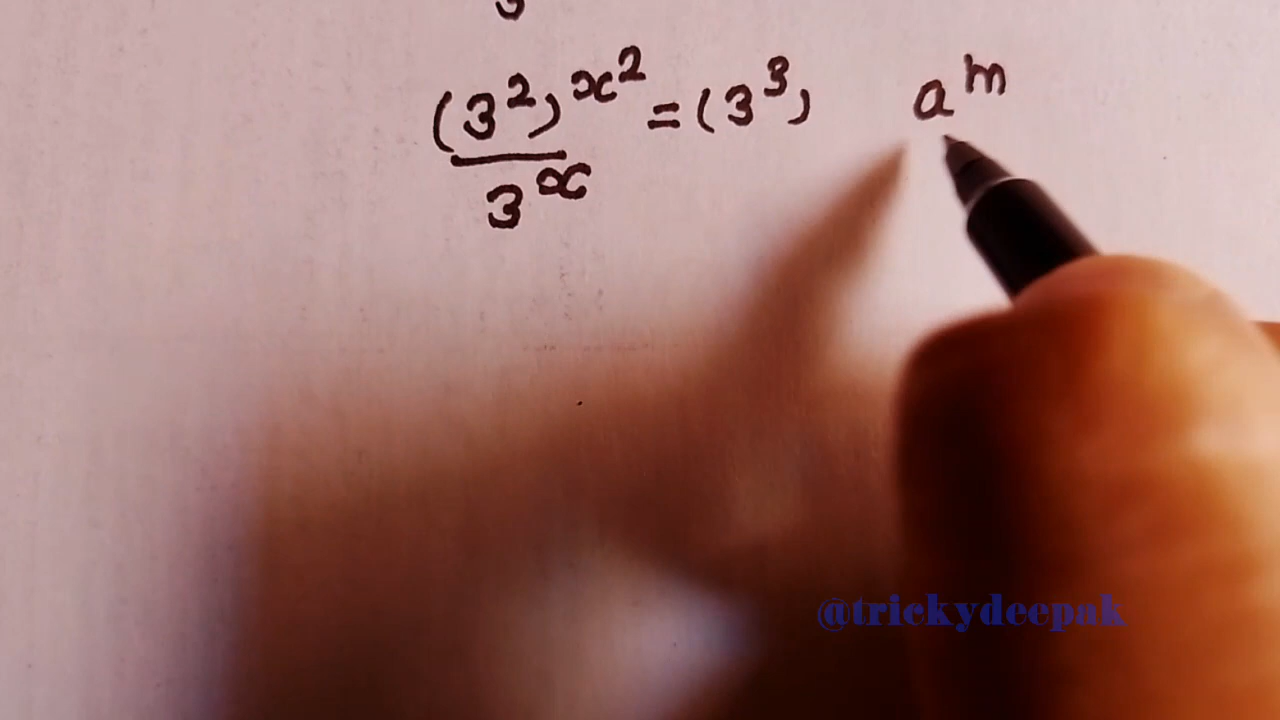 (3²)^x² = (3³) a^m
3^x
@trickydeepak